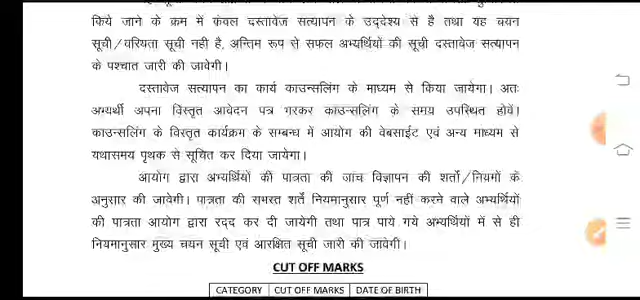 किये जाने के क्रम में केवल दस्तावेज सत्यापन के उद्देश्य से है तथा यह चयन
सूची/वरियता सूची नही है, अन्तिम रूप से सफल अभ्यर्थियों की सूची दस्तावेज सत्यापन
के पश्चात जारी की जावेगी।
दस्तावेज सत्यापन का कार्य काउन्सलिंग के माध्यम से किया जायेगा। अतः
अभ्यर्थी अपना विस्तृत आवेदन पत्र भरकर काउन्सलिंग के समय उपस्थित होवें।
काउन्सलिंग के विस्तृत कार्यक्रम के सम्बन्ध में आयोग की वेबसाईट एवं अन्य माध्यम से
यथासमय पृथक से सूचित कर दिया जायेगा।
आयोग द्वारा अभ्यर्थियों की पात्रता की जांच विज्ञापन की शर्तो/नियमों के
अनुसार की जावेगी। पात्रता की समस्त शर्ते नियमानुसार पूर्ण नहीं करने वाले अभ्यर्थियों
की पात्रता आयोग द्वारा रद्द कर दी जायेगी तथा पात्र पाये गये अभ्यर्थियों में से ही
नियमानुसार मुख्य चयन सूची एवं आरक्षित सूची जारी की जावेगी।
CUT OFF MARKS
CATEGORY CUT OFF MARKS DATE OF BIRTH